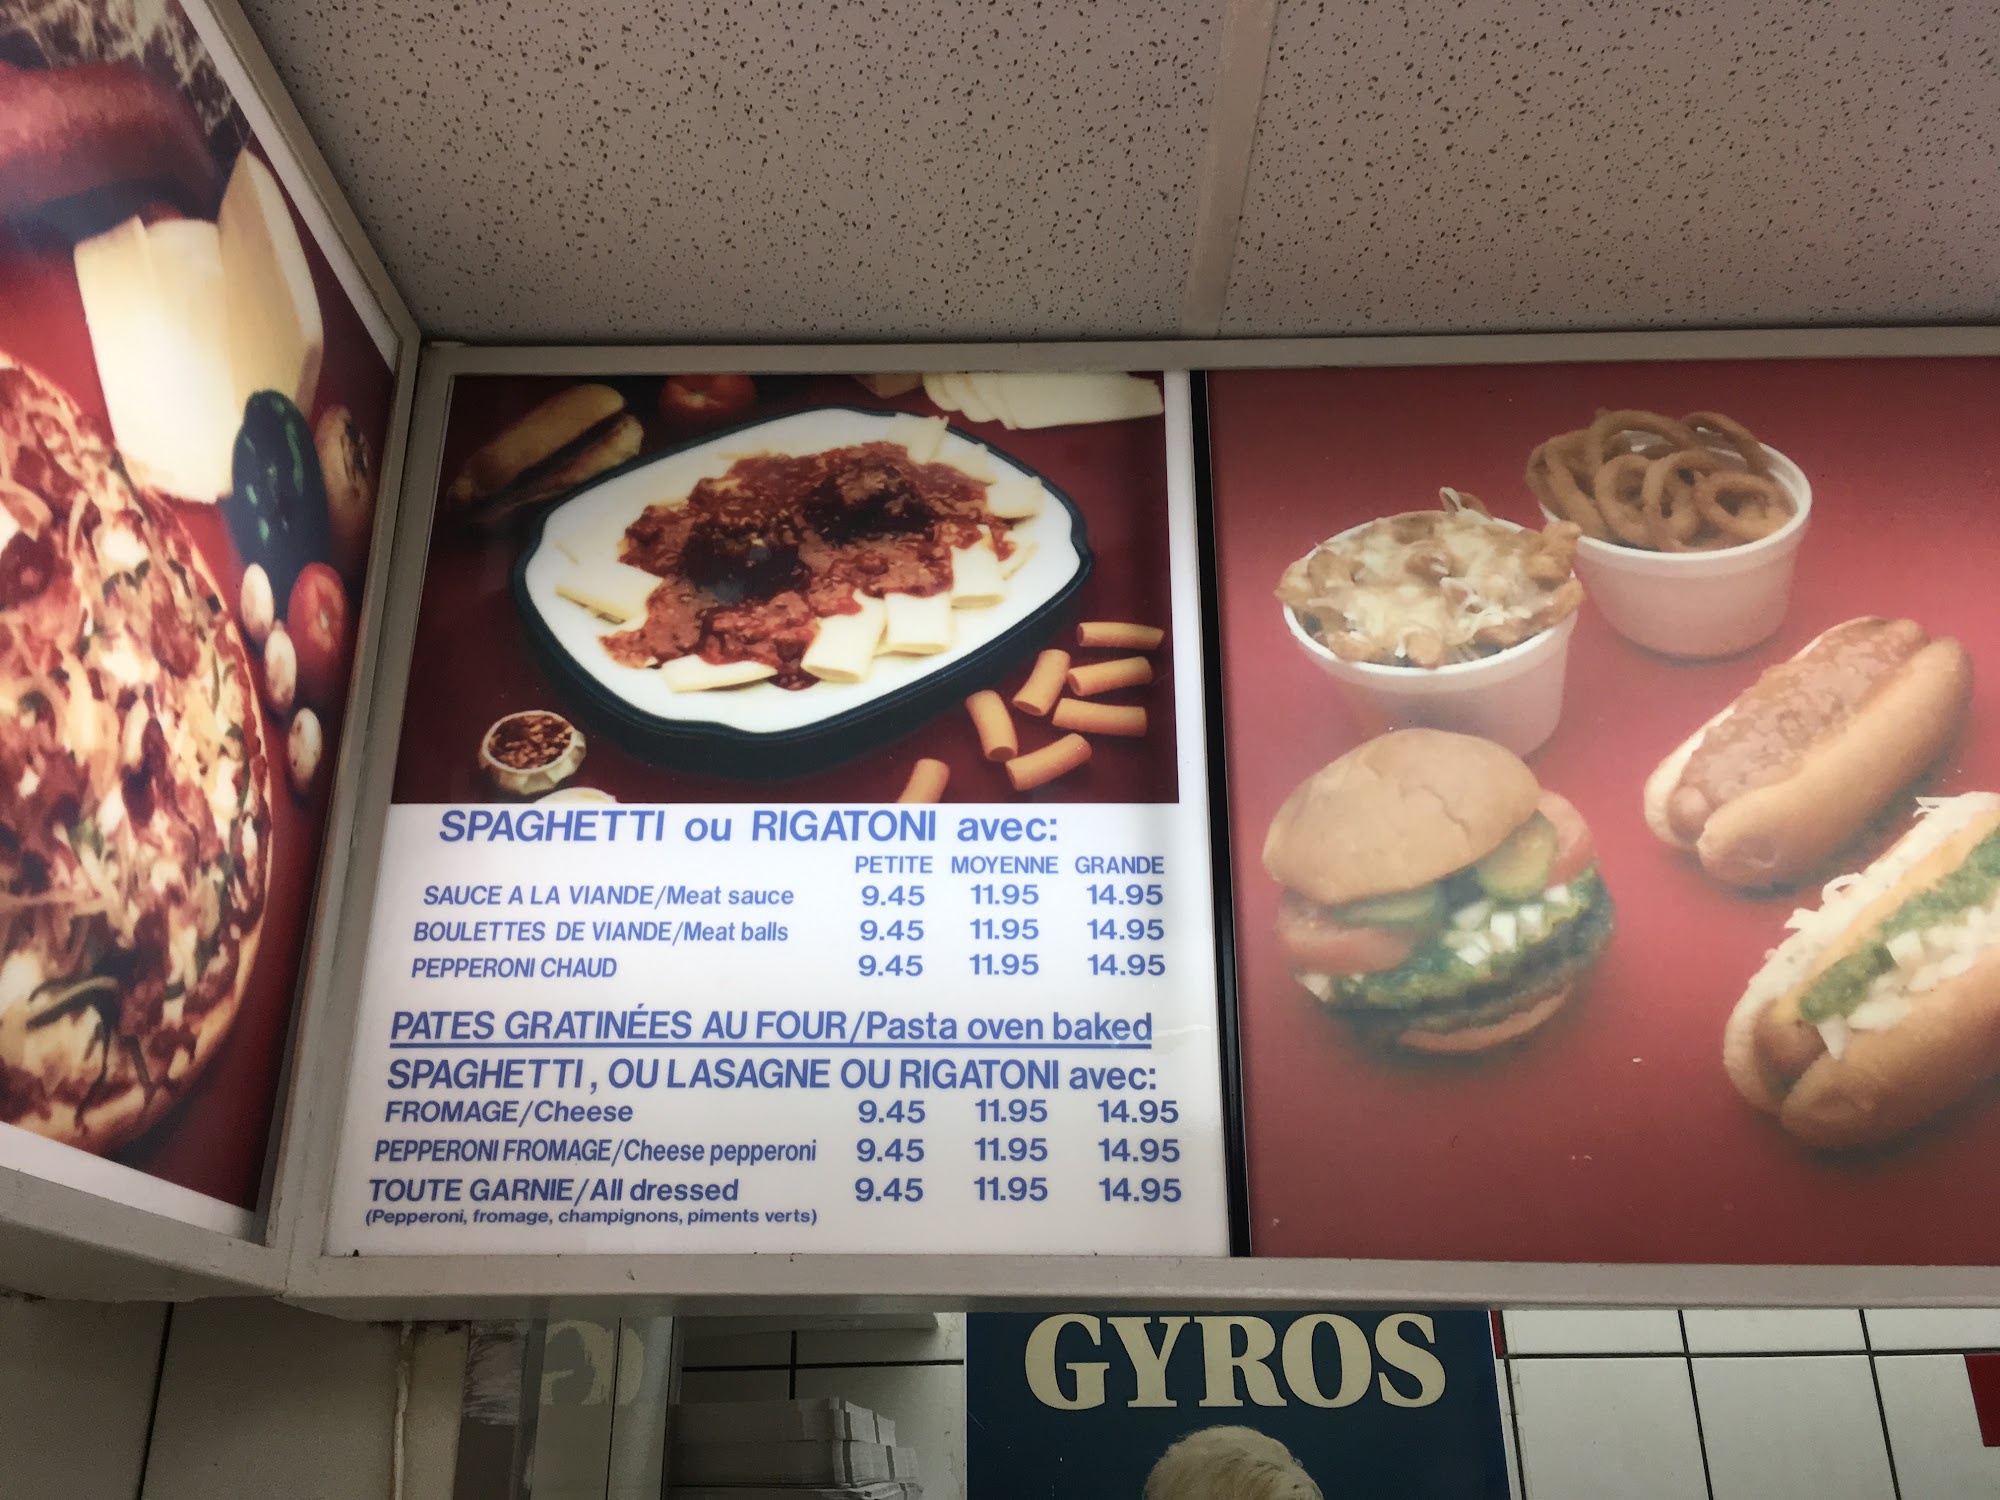 SPAGHETTI ou RIGATONI avec:
PETITE MOYENNE GRANDE
SAUCE A LA VIANDE/Meat sauce 9.45 11.95 14.95
BOULETTES DE VIANDE/Meat balls 9.45 11.95 14.95
PEPPERONI CHAUD 9.45 11.95 14.95
PATES GRATINÉES AU FOUR/Pasta oven baked
SPAGHETTI, OU LASAGNE OU RIGATONI avec:
FROMAGE/Cheese 9.45 11.95 14.95
PEPPERONI FROMAGE/Cheese pepperoni 9.45 11.95 14.95
TOUTE GARNIE/All dressed 9.45 11.95 14.95
(Pepperoni, fromage, champignons, piments verts)
GYROS